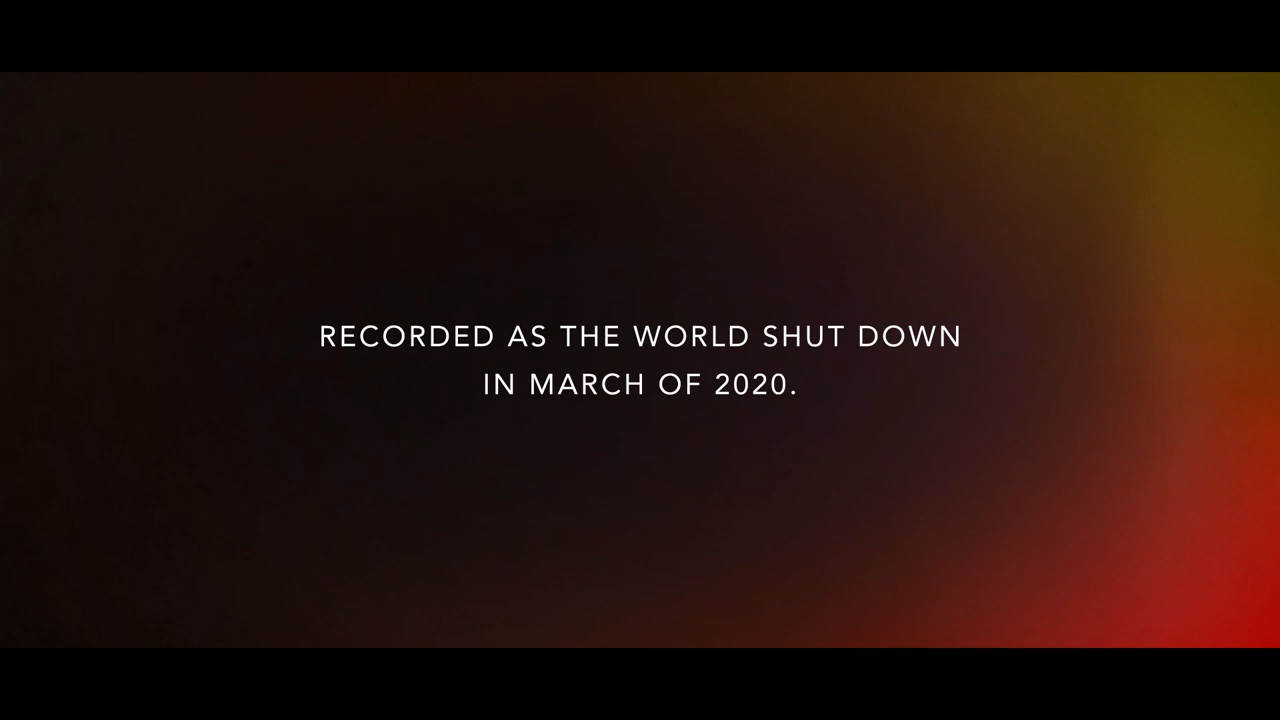 RECORDED AS THE WORLD SHUT DOWN
IN MARCH OF 2020.